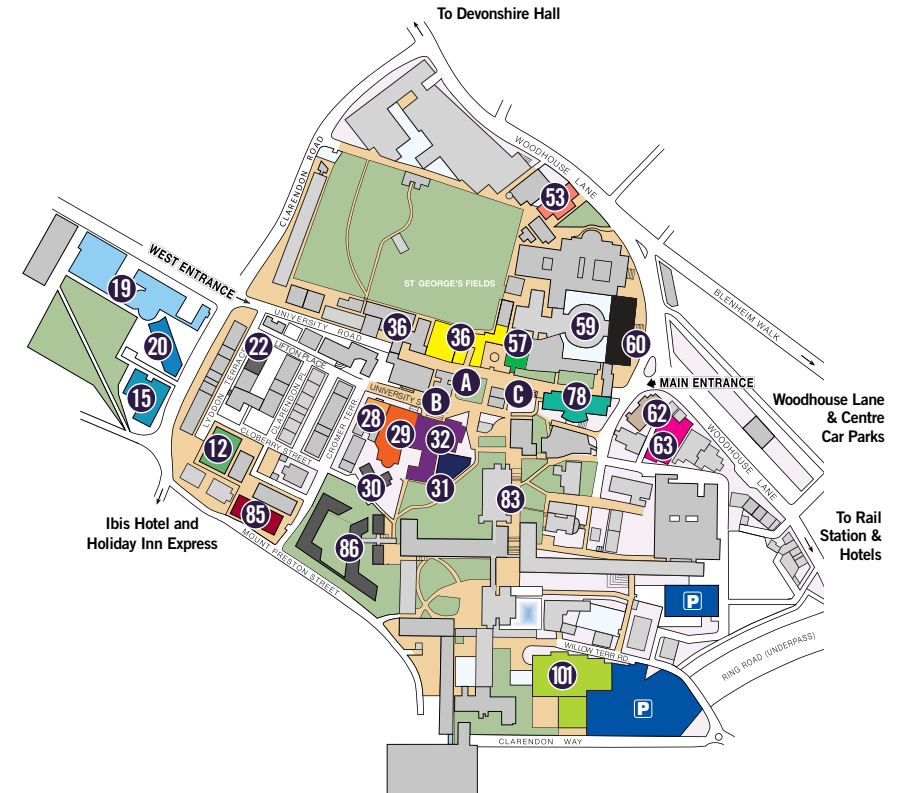 To Devonshire Hall
WOODHOUSE LANE
CLARENDON ROAD
53
WEST ENTRANCE
19
ST GEORGE'S FIELDS
BLENHEIM WALK
UNIVERSITY ROAD
36
36
57
59
60
20
22
LIFTON PLACE
A
MAIN ENTRANCE
15
LYDDON TERRACE
CLARENDON PL
UNIVERSITY S
B
C
78
Woodhouse Lane
& Centre
Car Parks
62
28
29
32
CROMER TERR
63
WOODHOUSE LANE
12
CLOBERRY STREET
30
31
83
85
Ibis Hotel and
Holiday Inn Express
To Rail
Station &
Hotels
86
MOUNT PRESTON STREET
P
WILLOW TERR RD
RING ROAD (UNDERPASS)
101
P
CLARENDON WAY